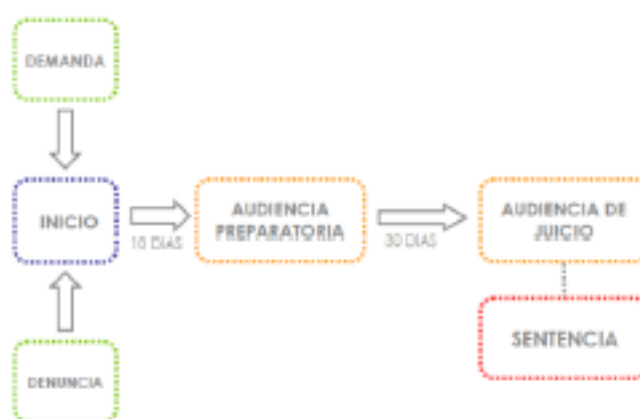 DEMANDA
INICIO
10 DIAS
AUDIENCIA
PREPARATORIA
30 DIAS
AUDIENCIA DE
JUICIO
SENTENCIA
DENUNCIA